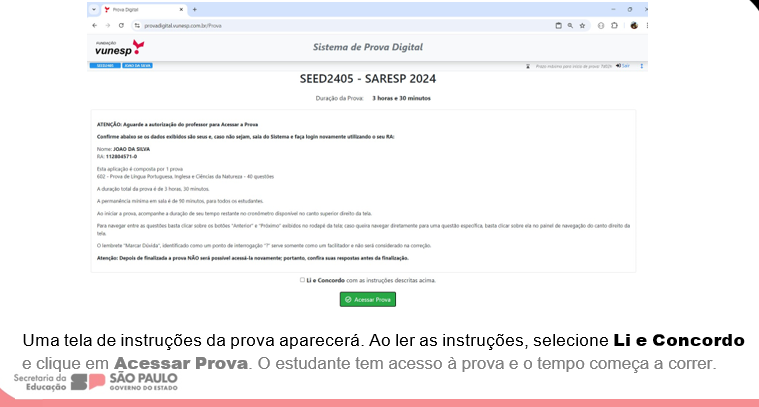 Prova Digital
provadigital.vunesp.com.br/Prova
FUNDAÇÃO
vunesp
Sistema de Prova Digital
SEED2405 JOAO DA SILVA
Sair
SEED2405 - SARESP 2024
Duração da Prova: 3 horas e 30 minutos
ATENÇÃO: Aguarde a autorização do professor para Acessar a Prova
Confirme abaixo se os dados exibidos são seus e, caso não sejam, saia do Sistema e faça login novamente utilizando o seu RA:
Nome: JOAO DA SILVA
RA: 112804571-0
Esta aplicação é composta por 1 prova
602 - Prova de Língua Portuguesa, Inglesa e Ciências da Natureza - 40 questões
A duração total da prova é de 3 horas, 30 minutos.
A permanência mínima em sala é de 90 minutos, para todos os estudantes.
Ao iniciar a prova, acompanhe a duração de seu tempo restante no cronômetro disponível no canto superior direito da tela.
Para navegar entre as questões basta clicar sobre os botões "Anterior" e "Próximo" exibidos no rodapé da tela; caso queira navegar diretamente para uma questão específica, basta clicar sobre ela no painel de navegação do canto direito da
tela.
O lembrete "Marcar Dúvida", identificado como um ponto de interrogação "?" serve somente como um facilitador e não será considerado na correção.
Atenção: Depois de finalizada a prova NÃO será possível acessá-la novamente; portanto, confira suas respostas antes da finalização.
Li e Concordo com as instruções descritas acima.
Acessar Prova
Uma tela de instruções da prova aparecerá. Ao ler as instruções, selecione Li e Concordo
e clique em Acessar Prova. O estudante tem acesso à prova e o tempo começa a correr.
Secretaria da
Educação
SP
SÃO PAULO
GOVERNO DO ESTADO